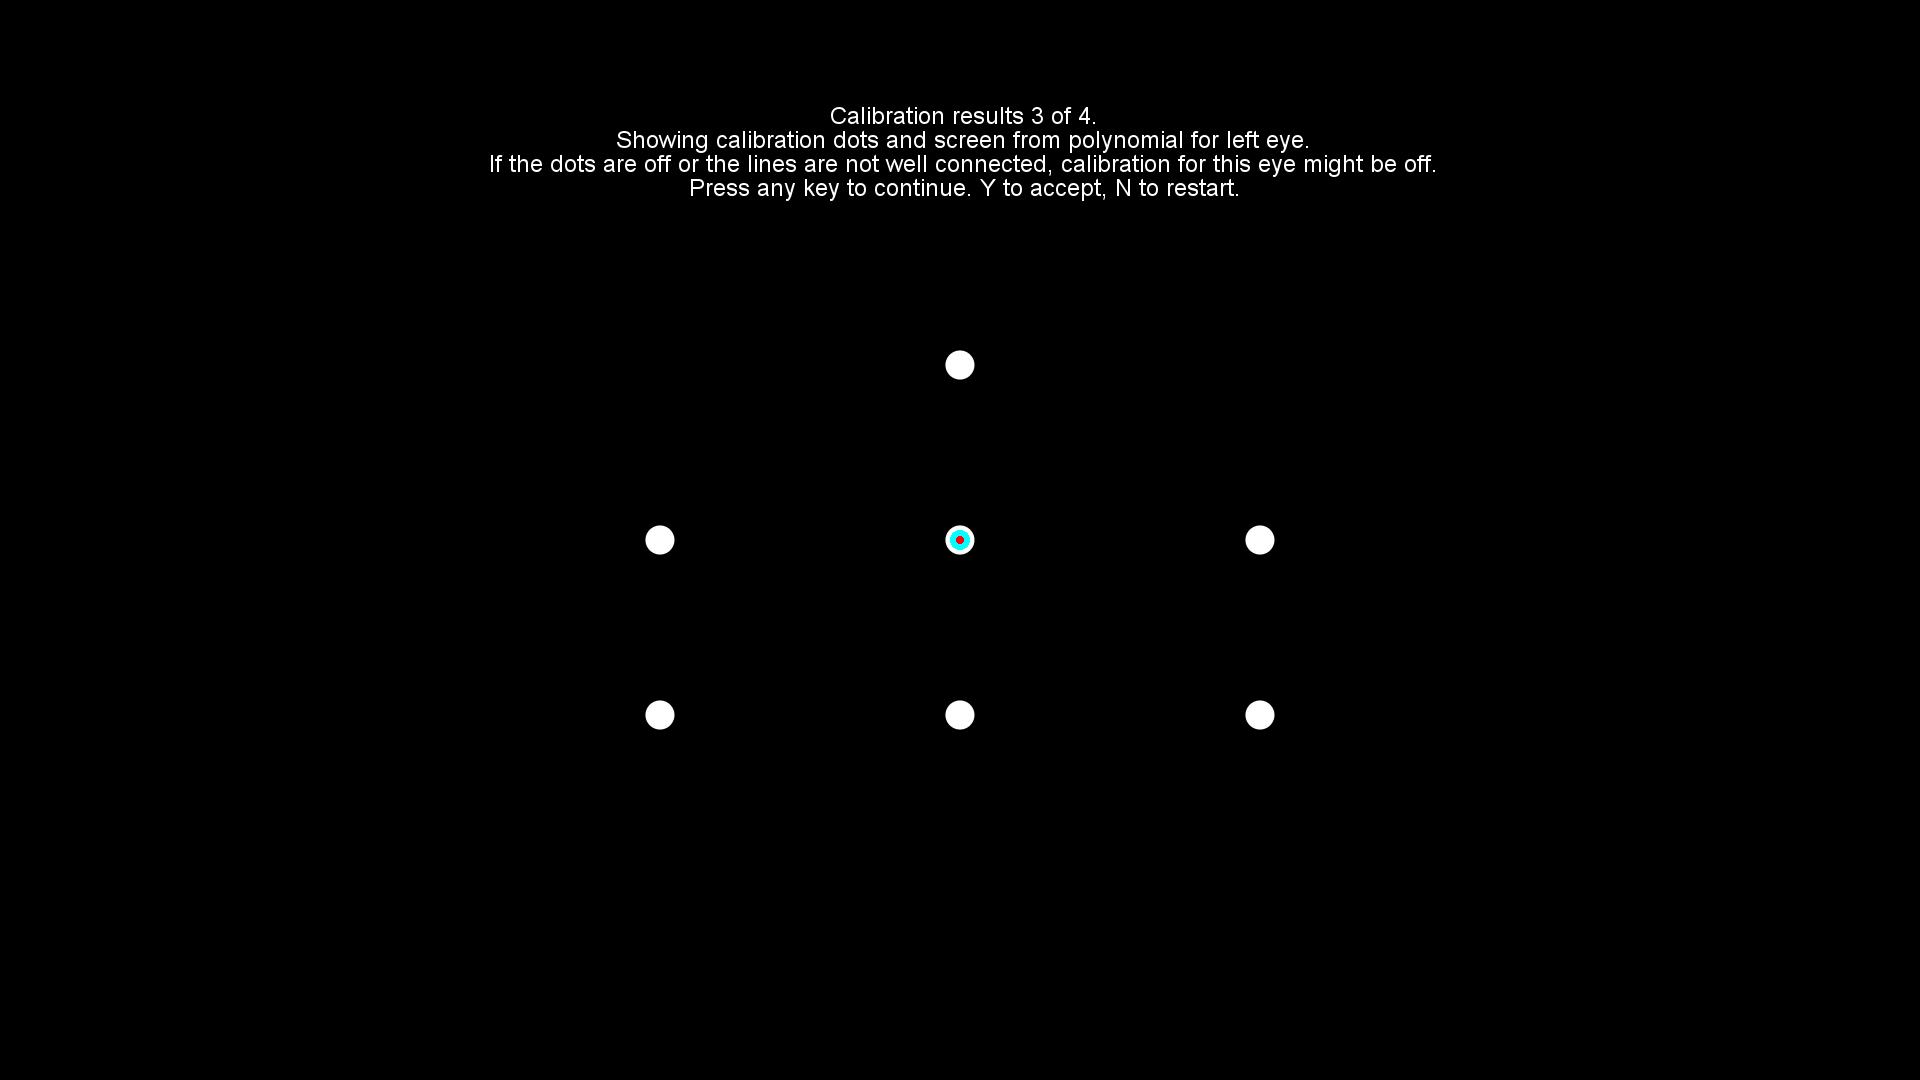 Calibration results 3 of 4.
Showing calibration dots and screen from polynomial for left eye.
If the dots are off or the lines are not well connected, calibration for this eye might be off.
Press any key to continue. Y to accept, N to restart.